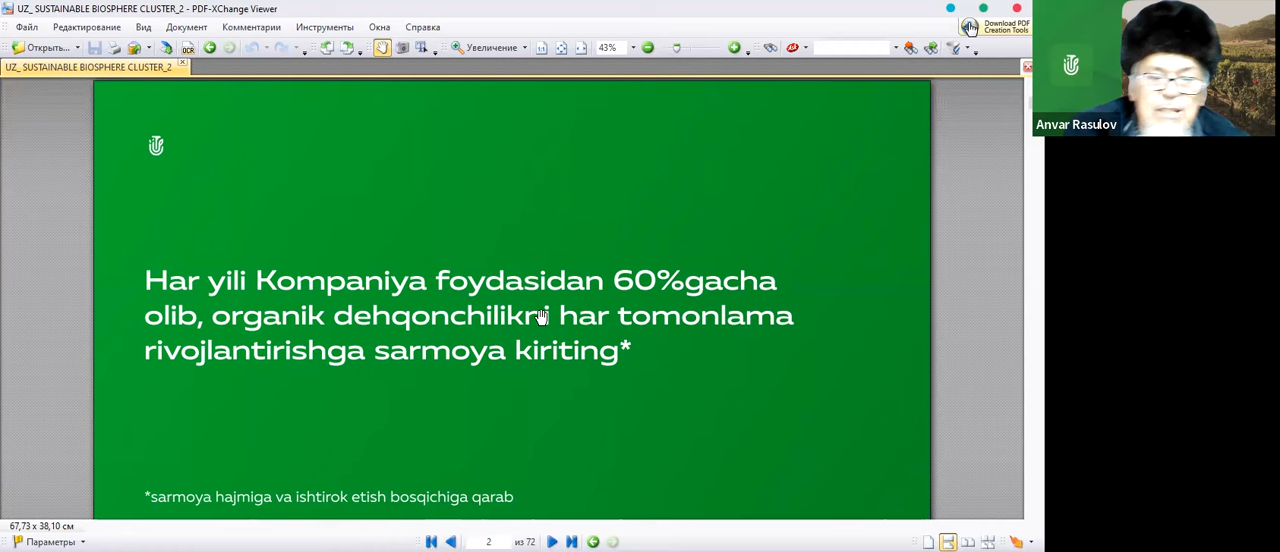 UZ_ SUSTAINABLE BIOSPHERE CLUSTER_2 - PDF-XChange Viewer
Файл Редактирование Вид Документ Комментарии Инструменты Окна Справка
Download PDF
Creation Tools
Открыть... OCR Увеличение 43%
UZ_ SUSTAINABLE BIOSPHERE CLUSTER_2
Anvar Rasulov
Har yili Kompaniya foydasidan 60%gacha
olib, organik dehqonchilikni har tomonlama
rivojlantirishga sarmoya kiriting*
*sarmoya hajmiga va ishtirok etish bosqichiga qarab
67,73 x 38,10 см
Параметры 2 из 72